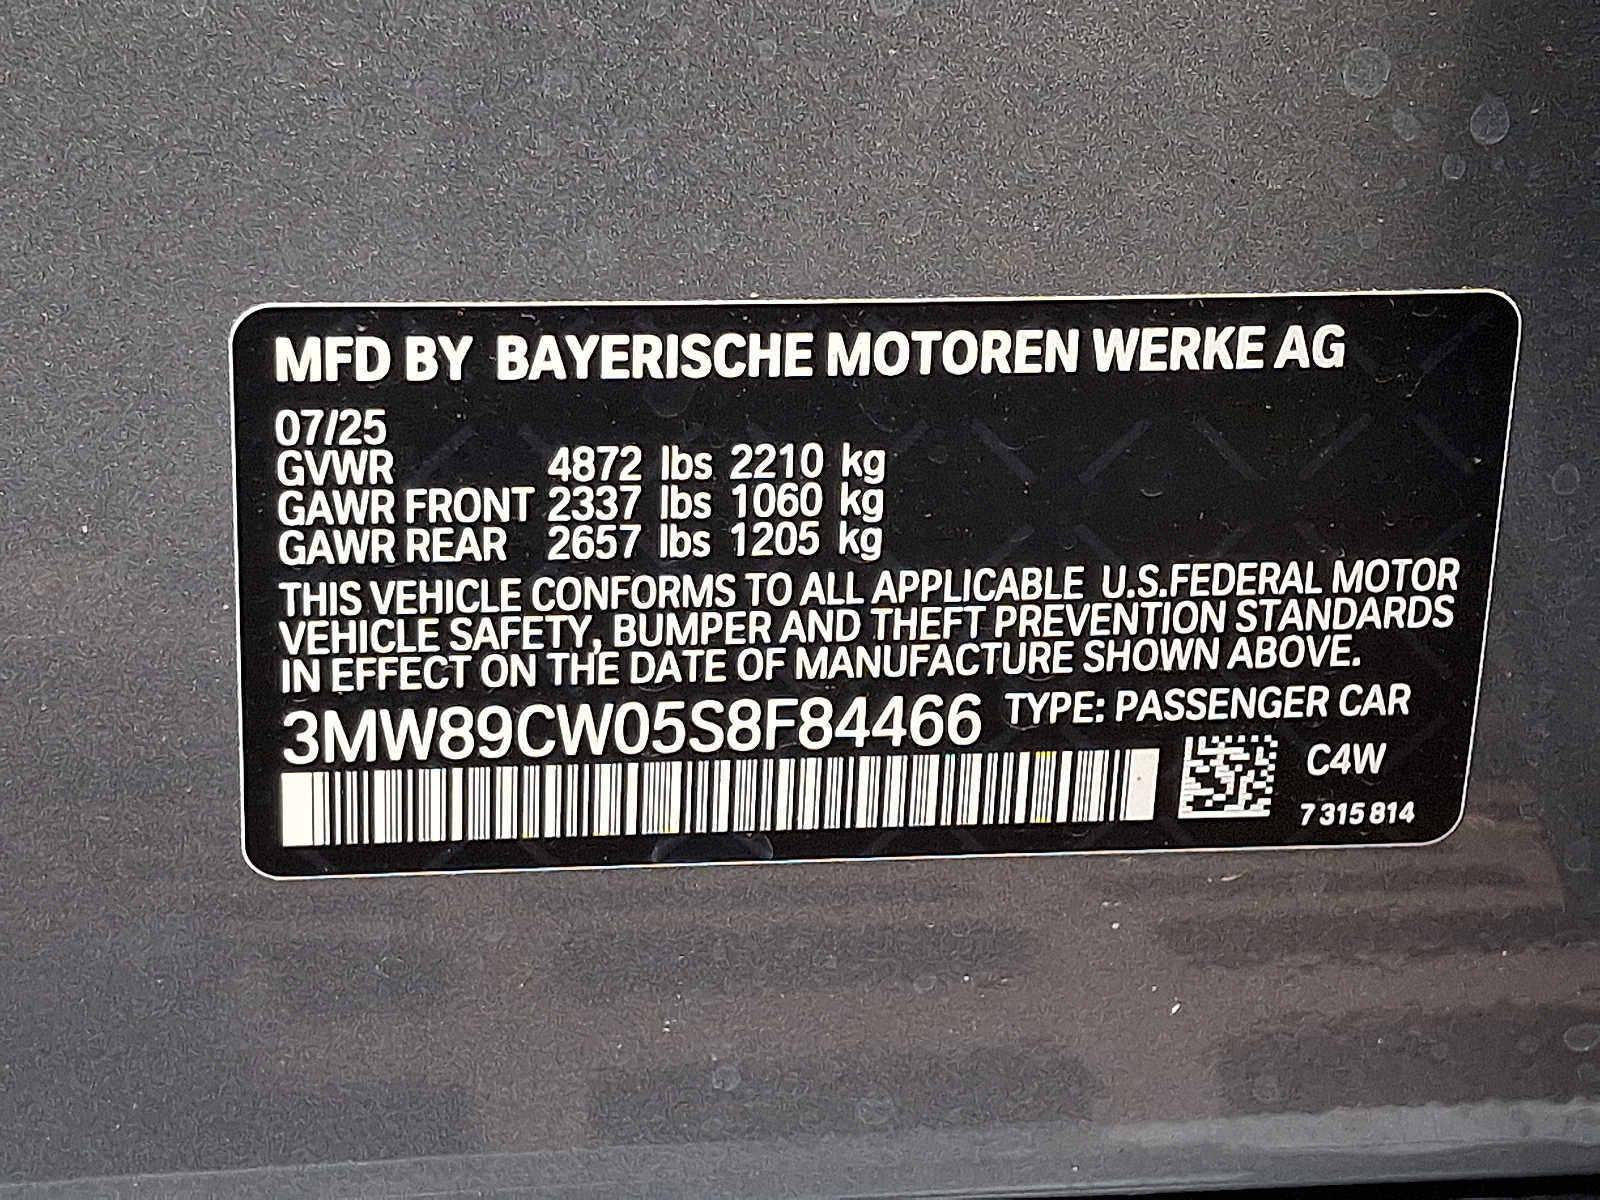 MFD BY BAYERISCHE MOTOREN WERKE AG
07/25
GVWR 4872 lbs 2210 kg
GAWR FRONT 2337 lbs 1060 kg
GAWR REAR 2657 lbs 1205 kg
THIS VEHICLE CONFORMS TO ALL APPLICABLE U.S.FEDERAL MOTOR
VEHICLE SAFETY, BUMPER AND THEFT PREVENTION STANDARDS
IN EFFECT ON THE DATE OF MANUFACTURE SHOWN ABOVE.
3MW89CW05S8F84466 TYPE: PASSENGER CAR
C4W
7 315 814